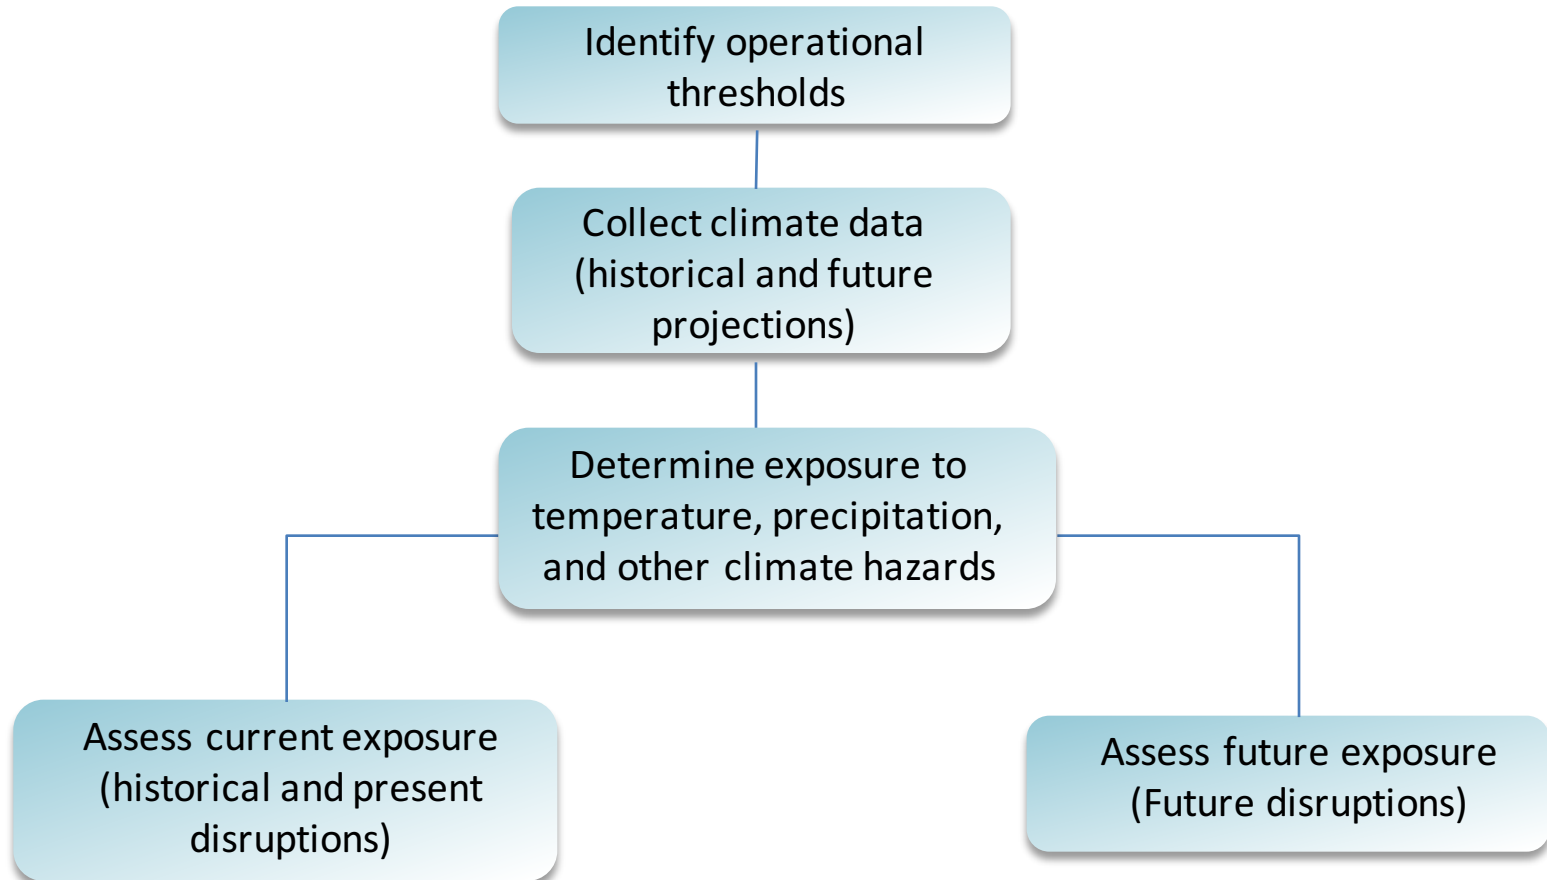 Identify operational
thresholds
Collect climate data
(historical and future
projections)
Determine exposure to
temperature, precipitation,
and other climate hazards
Assess current exposure
(historical and present
disruptions)
Assess future exposure
(Future disruptions)